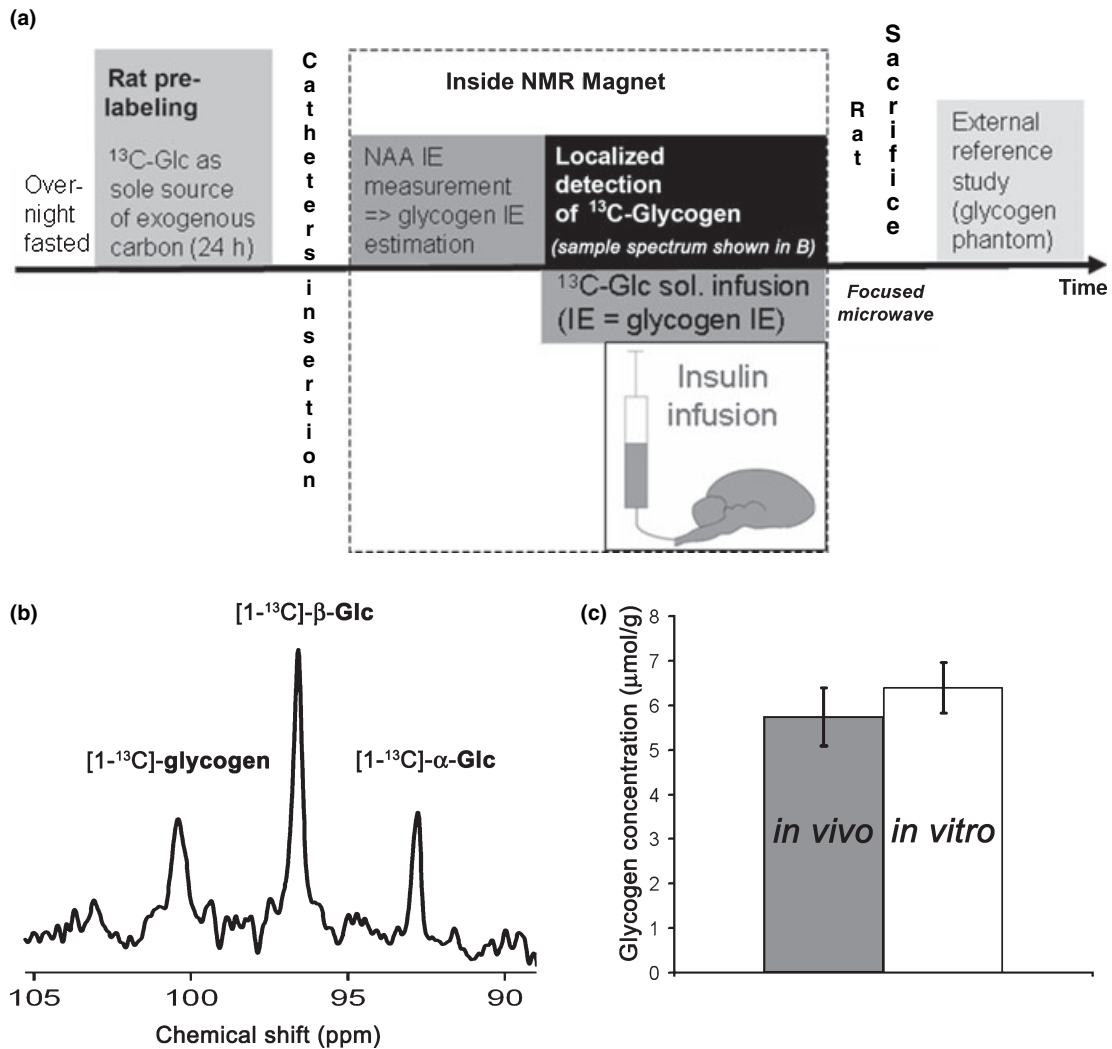 (a)
Over-
night
fasted
Rat pre-
labeling
¹³C-Glc as
sole source
of exogenous
carbon (24 h)
Catheters insertion
Inside NMR Magnet
NAA IE
measurement
=> glycogen IE
estimation
Localized
detection
of ¹³C-Glycogen
(sample spectrum shown in B)
¹³C-Glc sol. infusion
(IE = glycogen IE)
Insulin
infusion
Rat
Sacrifice
Focused
microwave
External
reference
study
(glycogen
phantom)
Time
(b)
[1-¹³C]-β-Glc
[1-¹³C]-glycogen
[1-¹³C]-α-Glc
105 100 95 90
Chemical shift (ppm)
(c)
Glycogen concentration (μmol/g)
8
7
6
5
4
3
2
1
0
in vivo in vitro